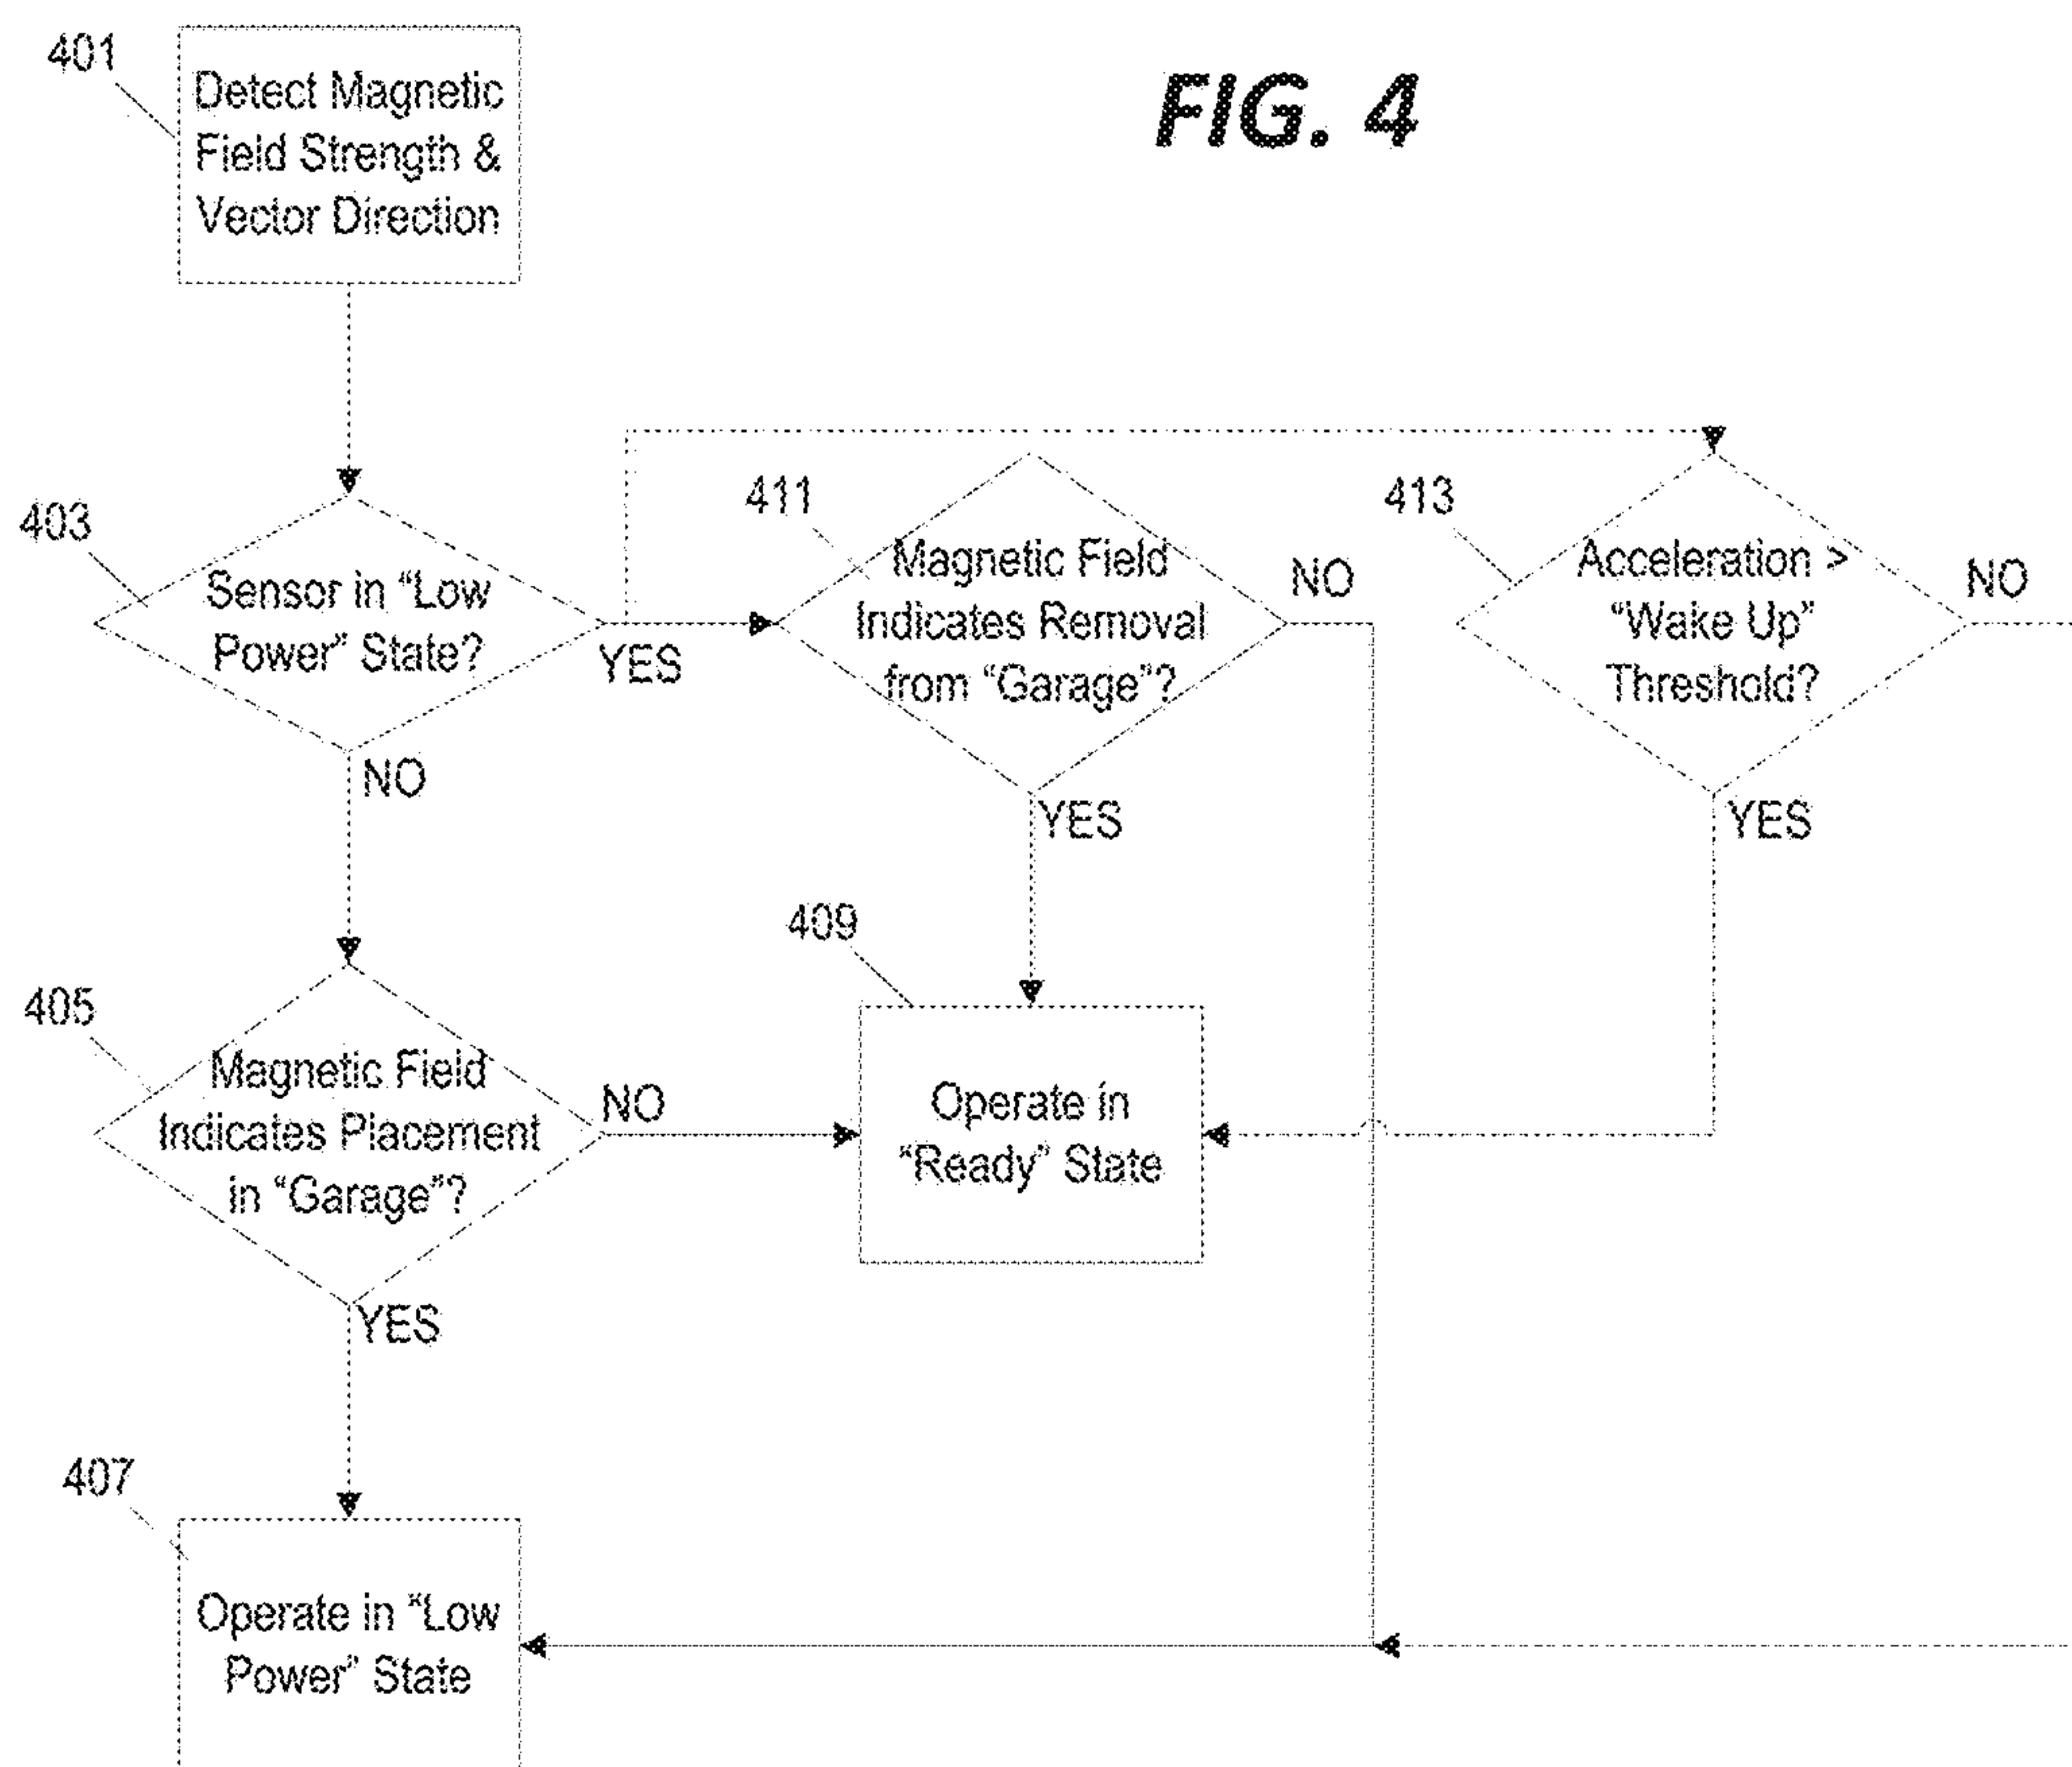 FIG. 4
401
Detect Magnetic
Field Strength &
Vector Direction
403
Sensor in “Low
Power” State?
YES
NO
411
Magnetic Field
Indicates Removal
from “Garage”?
NO
YES
413
Acceleration >
“Wake Up”
Threshold?
NO
YES
405
Magnetic Field
Indicates Placement
in “Garage”?
NO
YES
409
Operate in
“Ready” State
407
Operate in “Low
Power” State